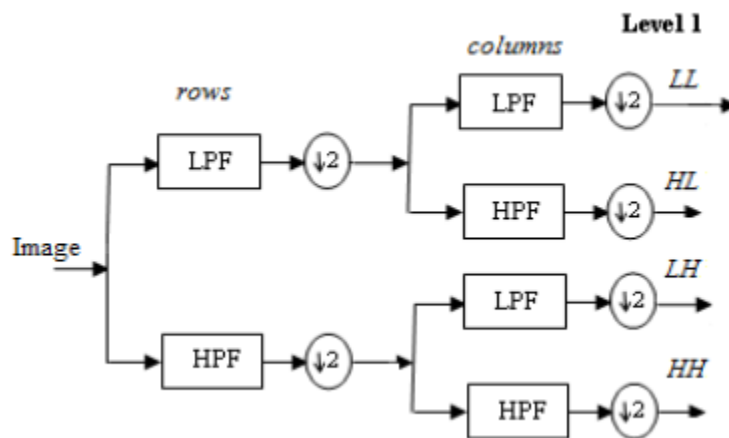 Level 1
columns
rows
LPF
↓2
LL
LPF
↓2
HPF
↓2
HL
Image
LPF
↓2
LH
HPF
↓2
HPF
↓2
HH